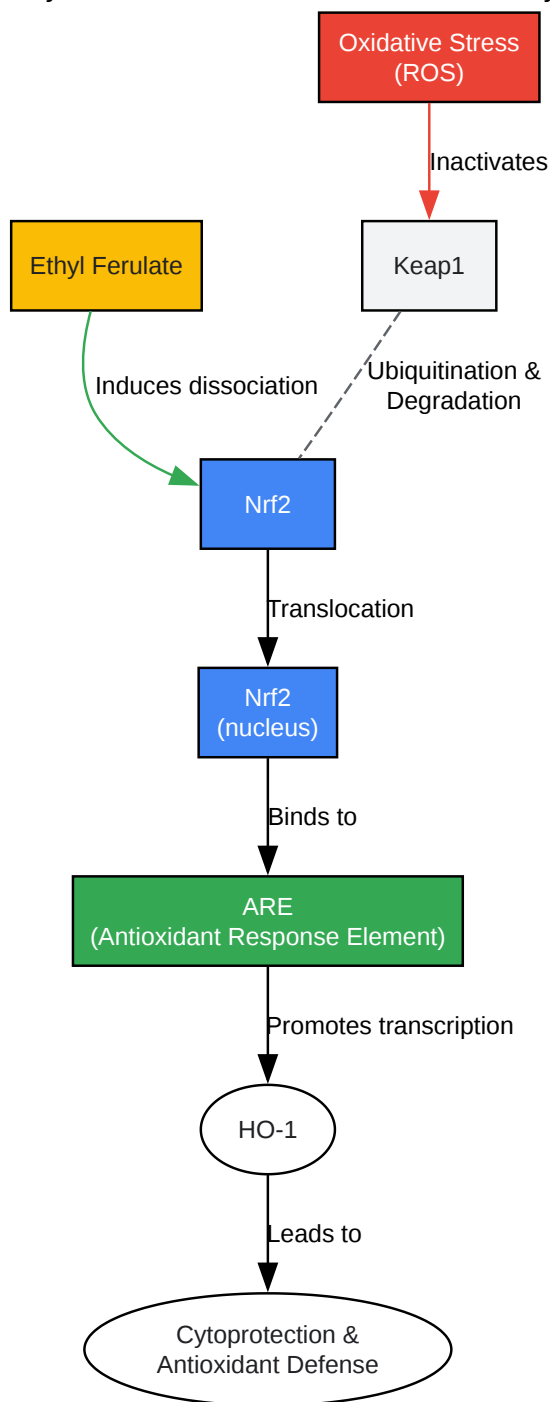 Oxidative Stress
(ROS)
Inactivates
Ethyl Ferulate
Keap1
Induces dissociation
Ubiquitination &
Degradation
Nrf2
Translocation
Nrf2
(nucleus)
Binds to
ARE
(Antioxidant Response Element)
Promotes transcription
HO-1
Leads to
Cytoprotection &
Antioxidant Defense